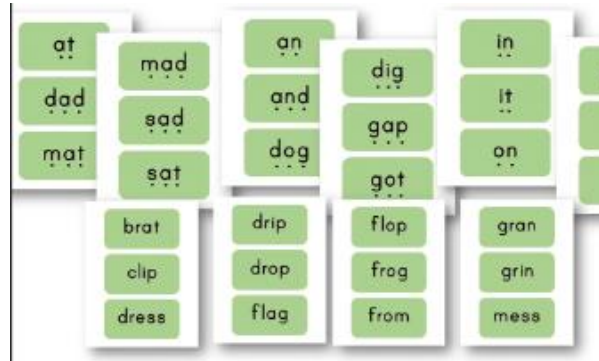 at
dad
mat
mad
sad
sat
an
and
dog
dig
gap
got
in
it
on
brat
clip
dress
drip
drop
flag
flop
frog
from
gran
grin
mess